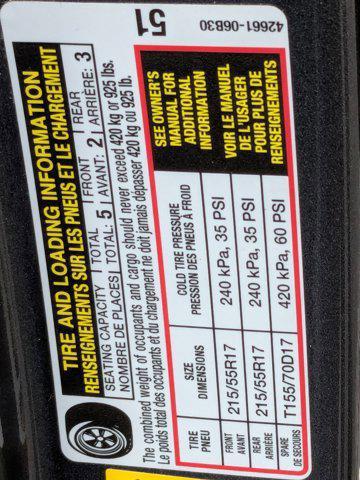 TIRE AND LOADING INFORMATION
RENSEIGNEMENTS SUR LES PNEUS ET LE CHARGEMENT
SEATING CAPACITY TOTAL 5 FRONT 2 REAR 3
NOMBRE DE PLACES TOTAL: AVANT: ARRIÈRE:
The combined weight of occupants and cargo should never exceed 420 kg or 925 lbs.
Le poids total des occupants et du chargement ne doit jamais dépasser 420 kg ou 925 lb.
TIRE PNEU
SIZE DIMENSIONS
COLD TIRE PRESSURE
PRESSION DES PNEUS À FROID
FRONT AVANT 215/55R17 240 kPa, 35 PSI
REAR ARRIÈRE 215/55R17 240 kPa, 35 PSI
SPARE DE SECOURS T155/70D17 420 kPa, 60 PSI
SEE OWNER'S
MANUAL FOR
ADDITIONAL
INFORMATION
VOIR LE MANUEL
DE L'USAGER
POUR PLUS DE
RENSEIGNEMENTS
51
42661-06B30